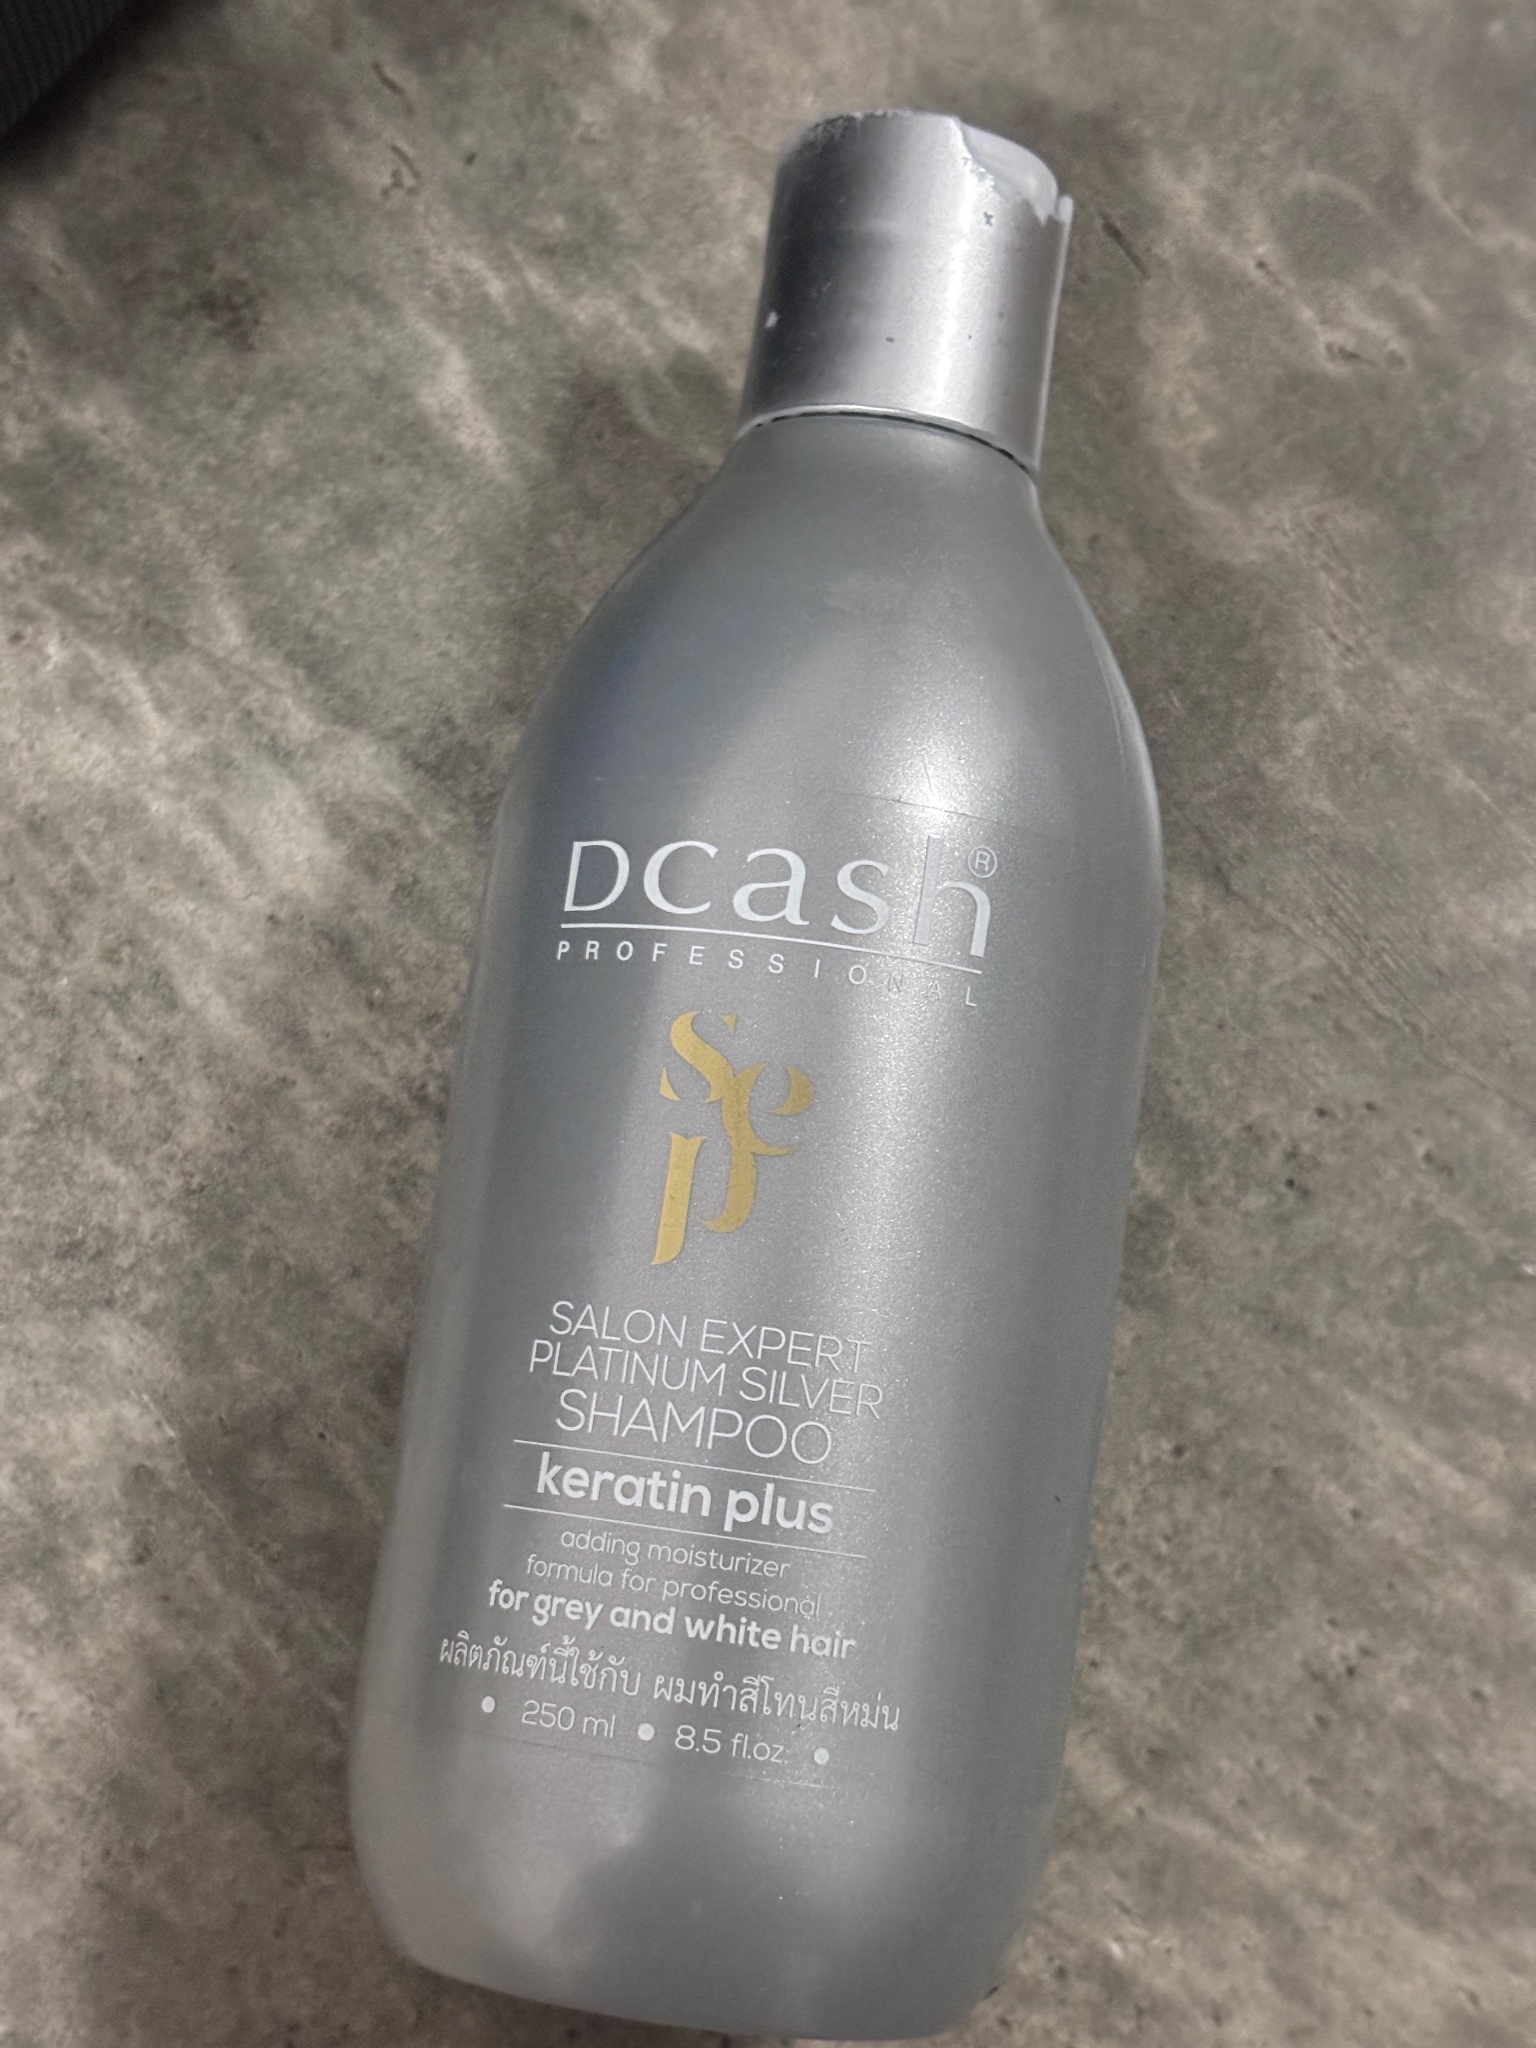 DCash®
PROFESSIONAL
sep
SALON EXPERT
PLATINUM SILVER
SHAMPOO
keratin plus
adding moisturizer
formula for professional
for grey and white hair
ผลิตภัณฑ์นี้ใช้กับ ผมทำสีโทนสีหม่น
• 250 ml • 8.5 fl.oz. •